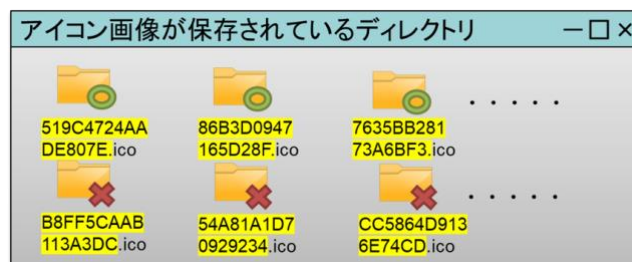 アイコン画像が保存されているディレクトリ
519C4724AA
DE807E.ico
86B3D0947
165D28F.ico
7635BB281
73A6BF3.ico
・・・・・
B8FF5CAAB
113A3DC.ico
54A81A1D7
0929234.ico
CC5864D913
6E74CD.ico
・・・・・